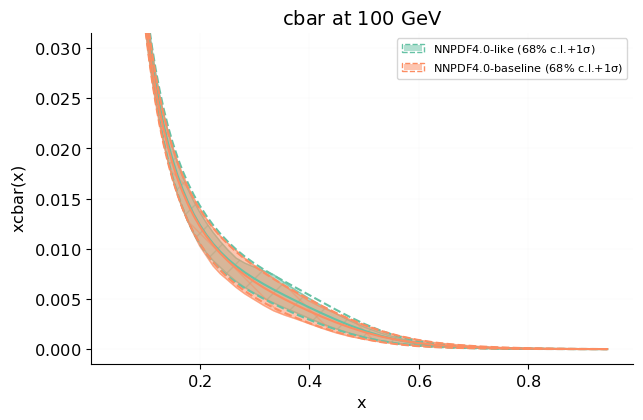 cbar at 100 GeV
NNPDF4.0-like (68% c.l.+1σ)
NNPDF4.0-baseline (68% c.l.+1σ)
xcbar(x)
0.030
0.025
0.020
0.015
0.010
0.005
0.000
0.2 0.4 0.6 0.8
x